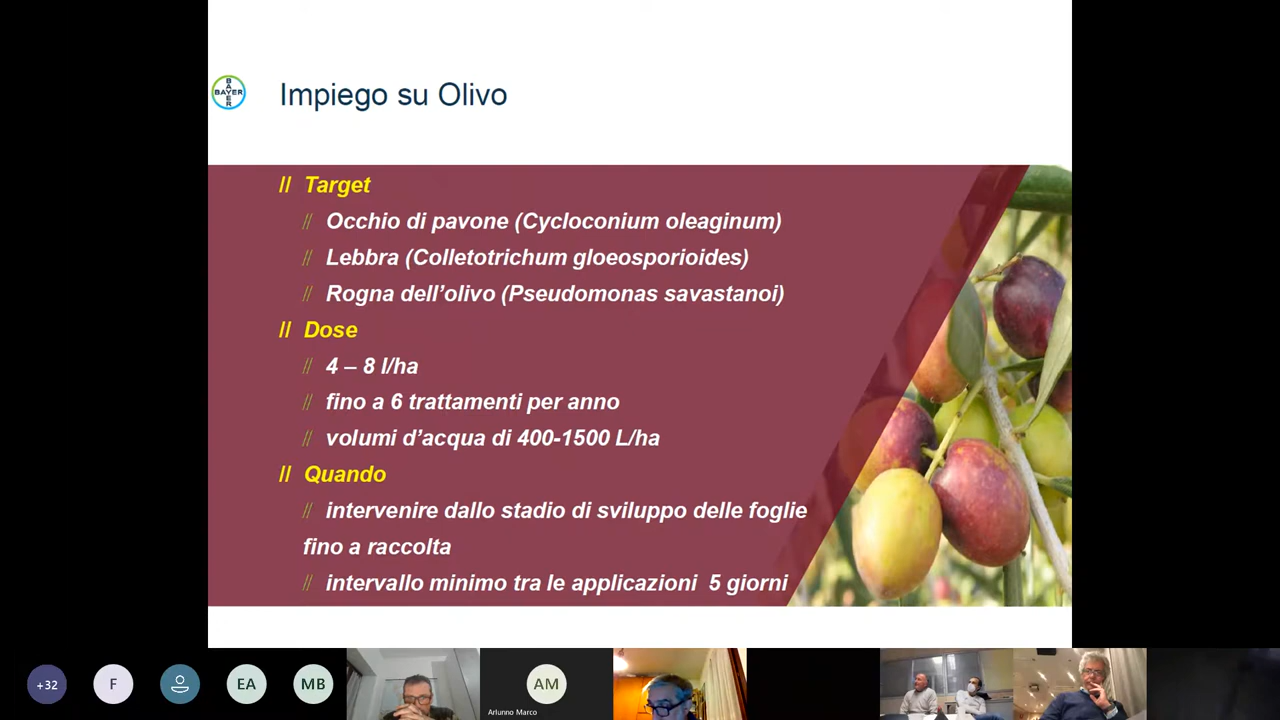 BAYER
BAYER
Impiego su Olivo
// Target
// Occhio di pavone (Cycloconium oleaginum)
// Lebbra (Colletotrichum gloeosporioides)
// Rogna dell’olivo (Pseudomonas savastanoi)
// Dose
// 4 – 8 l/ha
// fino a 6 trattamenti per anno
// volumi d’acqua di 400-1500 L/ha
// Quando
// intervenire dallo stadio di sviluppo delle foglie
fino a raccolta
// intervallo minimo tra le applicazioni 5 giorni
+32
F
EA
MB
AM
Arlunno Marco